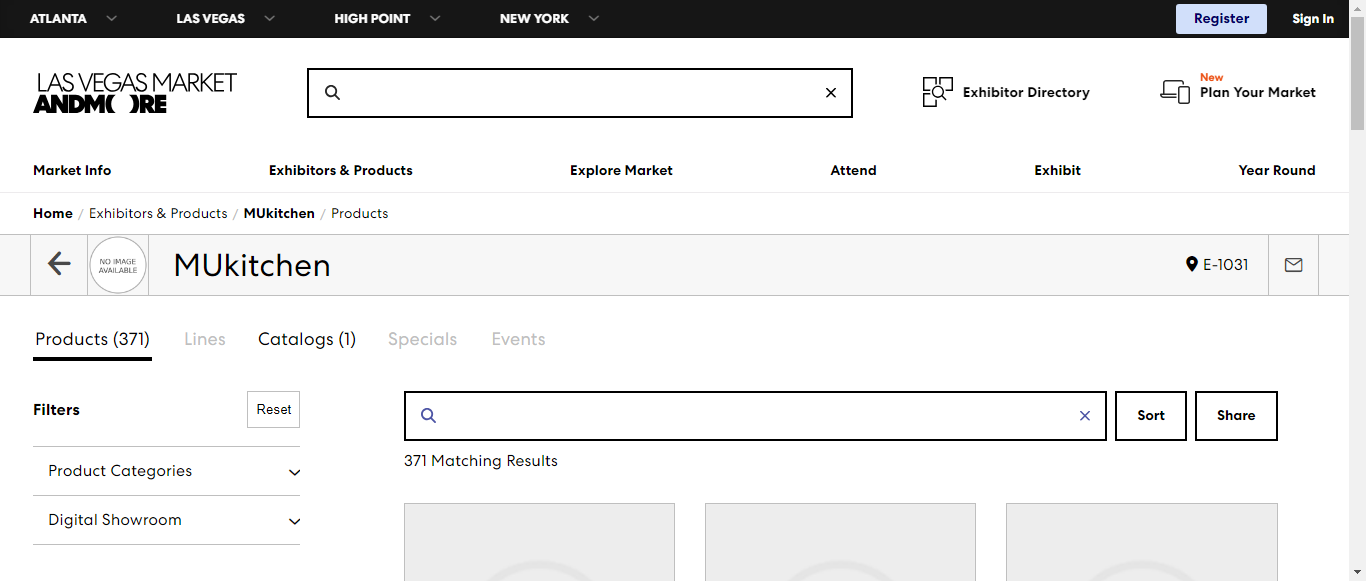 ATLANTA LAS VEGAS HIGH POINT NEW YORK Register Sign In
LAS VEGAS MARKET
ANDMORE
Exhibitor Directory
New
Plan Your Market
Market Info Exhibitors & Products Explore Market Attend Exhibit Year Round
Home / Exhibitors & Products / MUkitchen / Products
NO IMAGE
AVAILABLE
MUkitchen
E-1031
Products (371) Lines Catalogs (1) Specials Events
Filters
Reset
Sort
Share
Product Categories
Digital Showroom
371 Matching Results